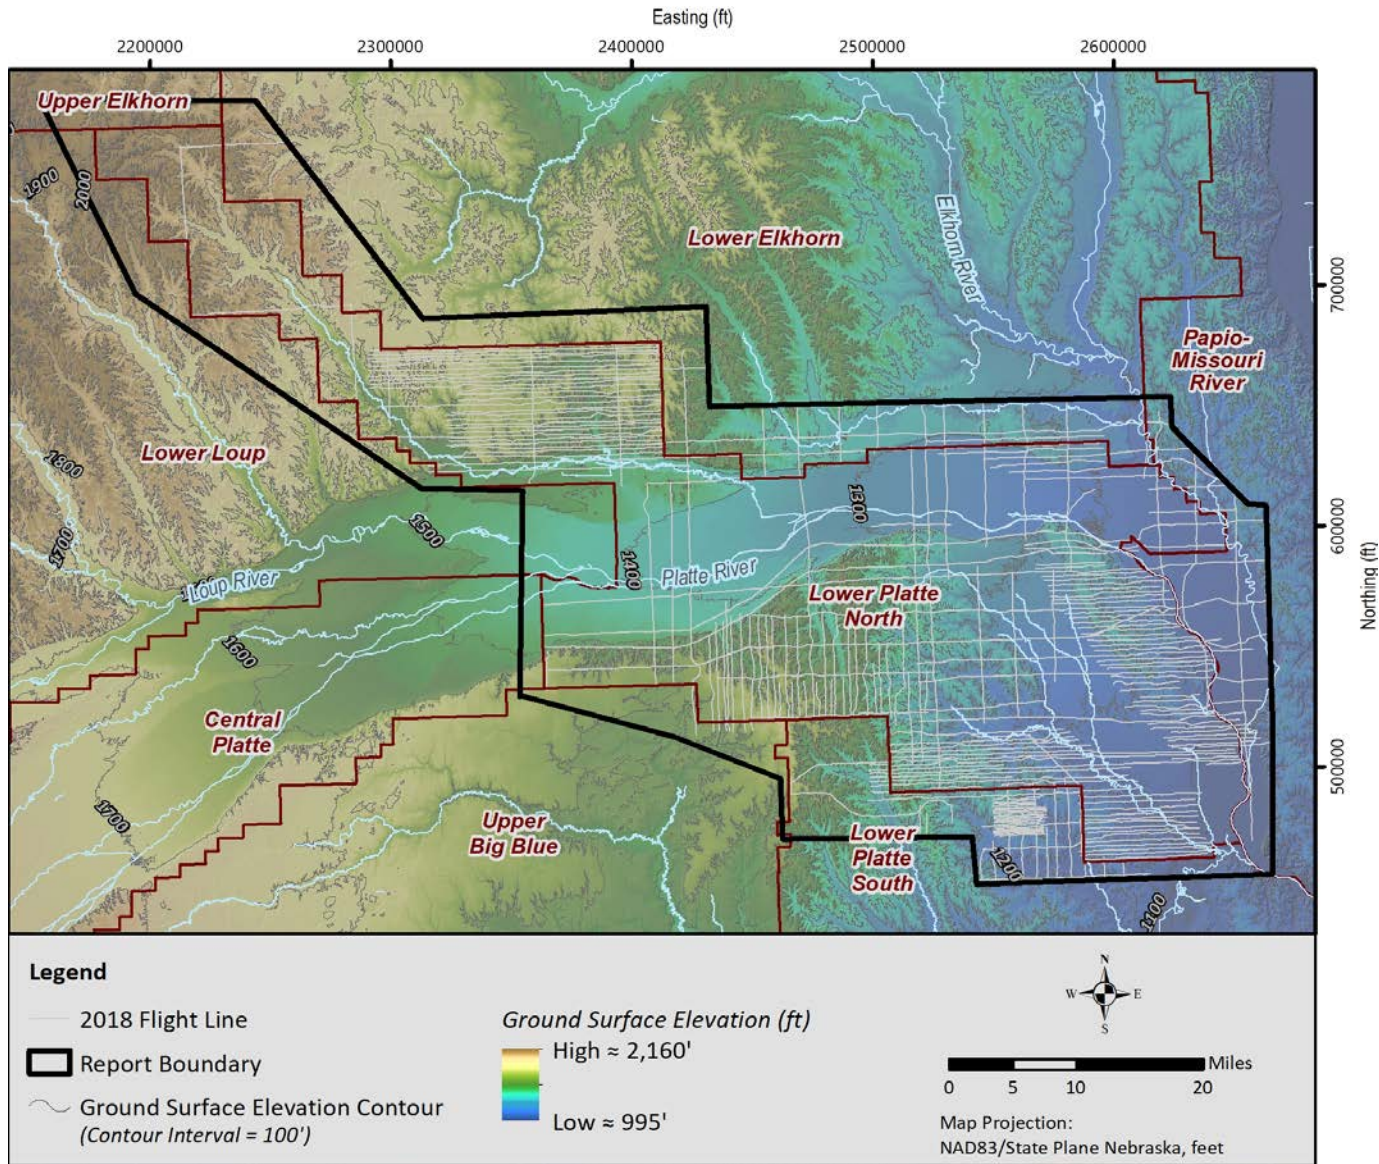 Easting (ft)
2200000
2300000
2400000
2500000
2600000
Upper Elkhorn
1900
2000
Lower Elkhorn
Elkhorn River
700000
Papio-
Missouri
River
Lower Loup
1800
1700
1500
1300
600000
1400
Loup River
Platte River
Lower Platte
North
Northing (ft)
1600
Central
Platte
500000
1700
Upper
Big Blue
Lower
Platte
South
1200
1100
Legend
2018 Flight Line
Report Boundary
Ground Surface Elevation Contour
(Contour Interval = 100')
Ground Surface Elevation (ft)
High ≈ 2,160'
Low ≈ 995'
N
W
E
S
Miles
0
5
10
20
Map Projection:
NAD83/State Plane Nebraska, feet